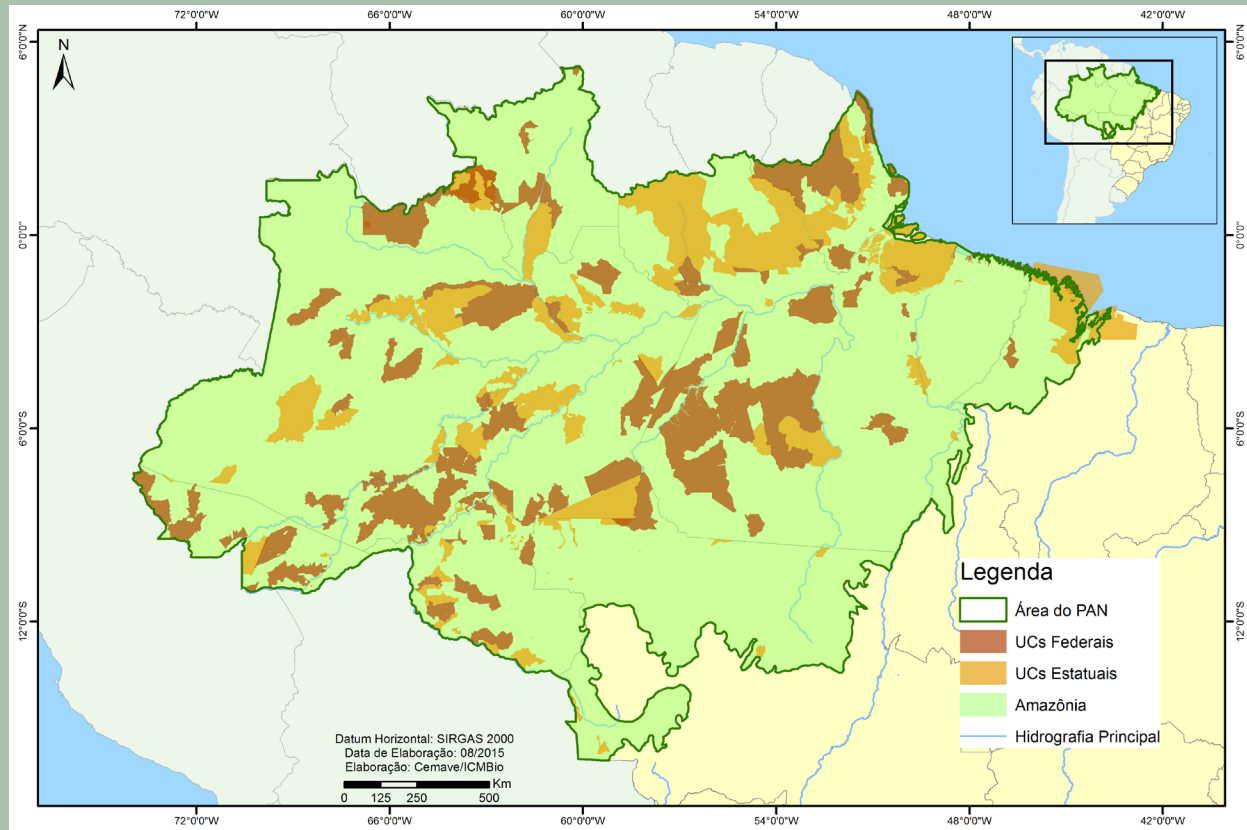 72°0'0"W 66°0'0"W 60°0'0"W 54°0'0"W 48°0'0"W 42°0'0"W
6°0'0"N 6°0'0"N
N
0°0'0" 0°0'0"
6°0'0"S 6°0'0"S
12°0'0"S 12°0'0"S
Legenda
Área do PAN
UCs Federais
UCs Estatuais
Amazônia
Hidrografia Principal
Datum Horizontal: SIRGAS 2000
Data de Elaboração: 08/2015
Elaboração: Cemave/ICMBio
Km
0 125 250 500
72°0'0"W 66°0'0"W 60°0'0"W 54°0'0"W 48°0'0"W 42°0'0"W